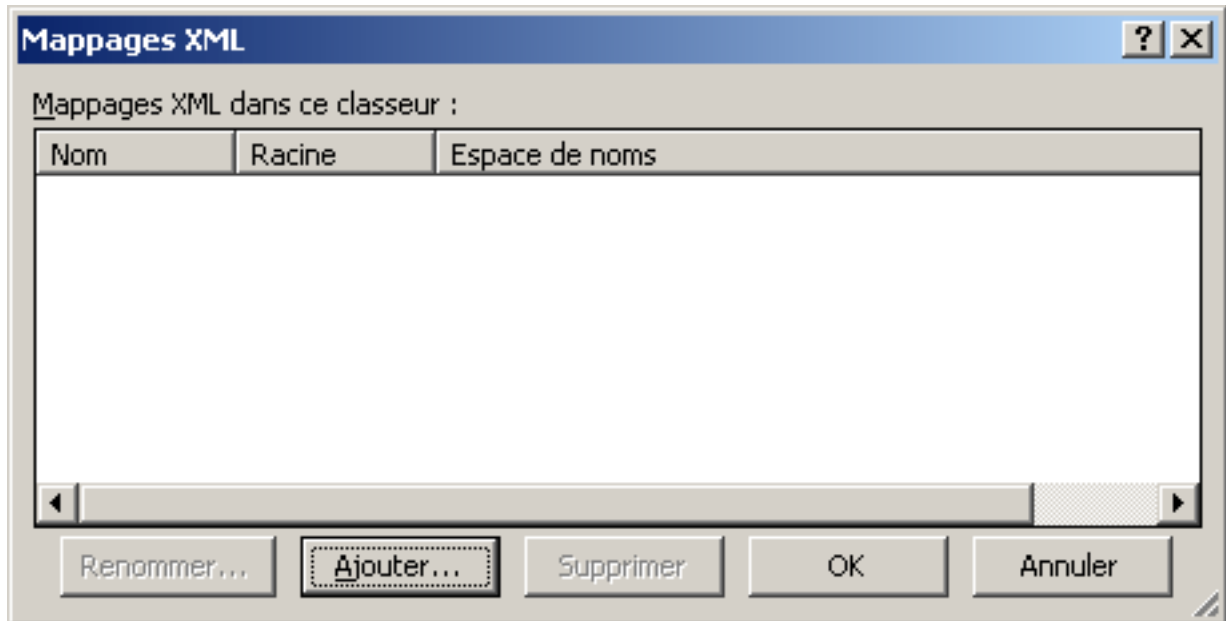 Mappages XML
Mappages XML dans ce classeur :
Nom Racine Espace de noms
Renommer... Ajouter... Supprimer OK Annuler